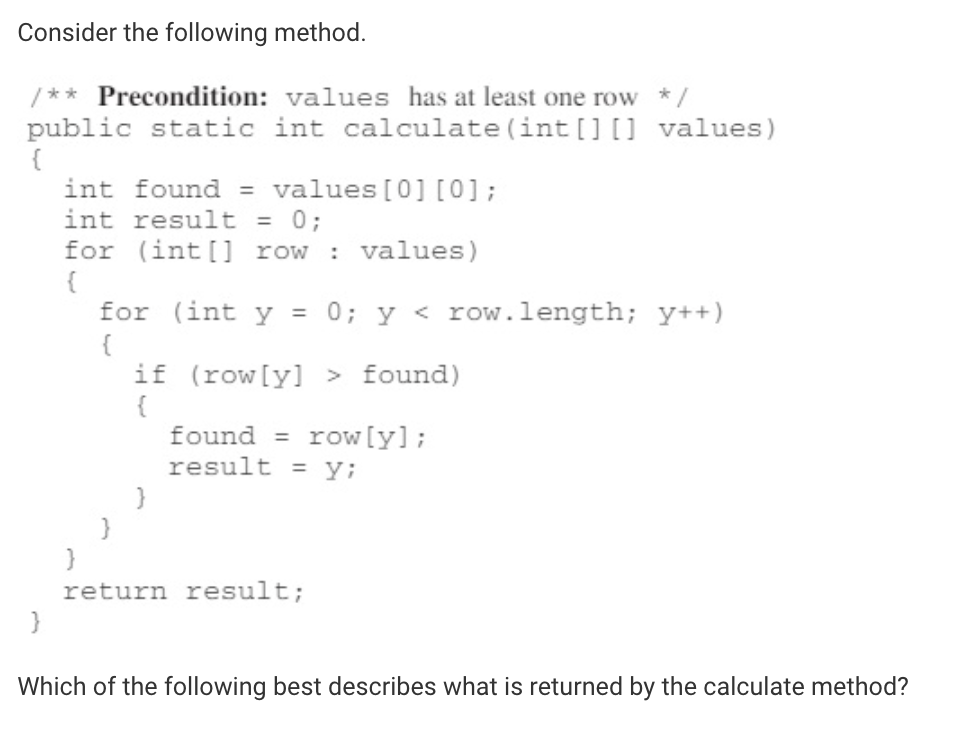 Consider the following method.
/** Precondition: values has at least one row */
public static int calculate(int[][] values)
{
int found = values[0][0];
int result = 0;
for (int[] row : values)
{
for (int y = 0; y < row.length; y++)
{
if (row[y] > found)
{
found = row[y];
result = y;
}
}
}
return result;
}
Which of the following best describes what is returned by the calculate method?